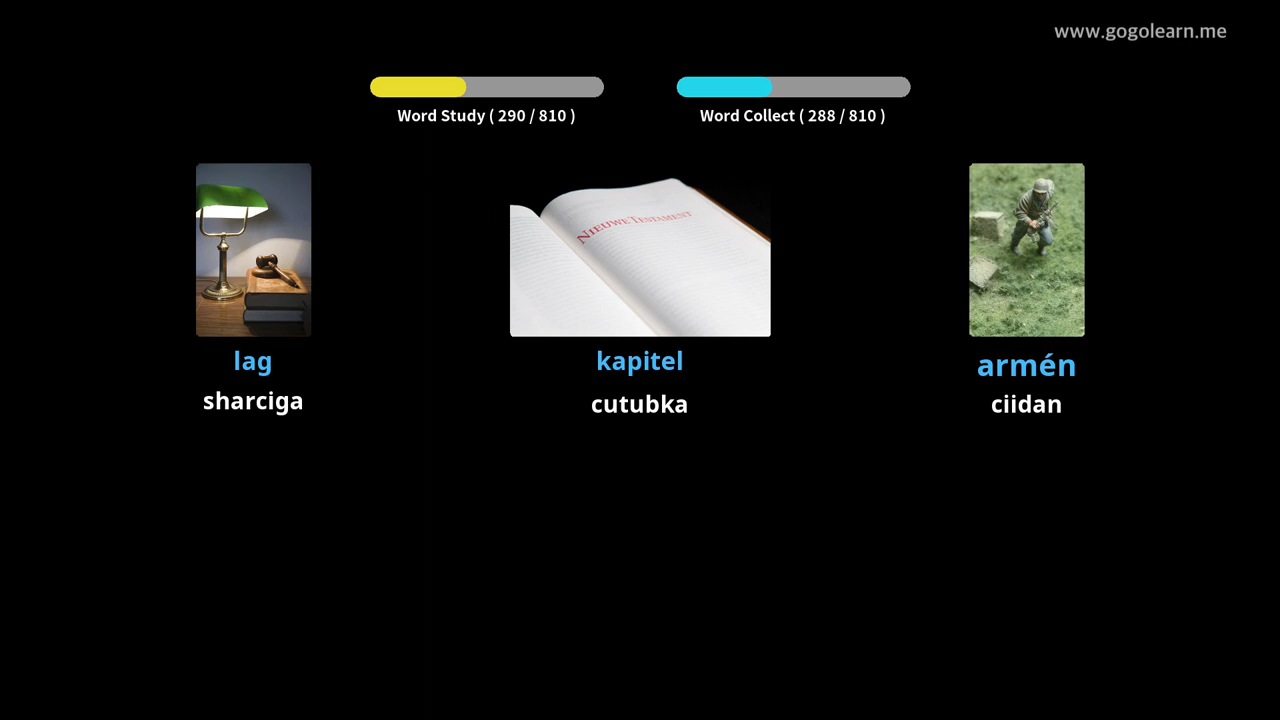 www.gogolearn.me
Word Study ( 290 / 810 )
Word Collect ( 288 / 810 )
NIEUWE TESTAMENT
lag
kapitel
armén
sharciga
cutubka
ciidan